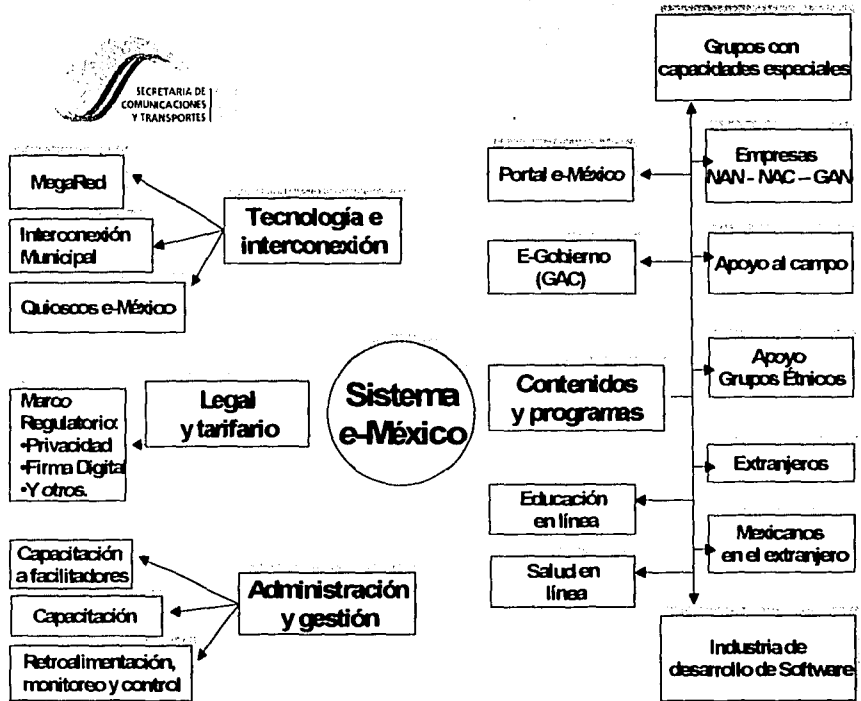 SECRETARIA DE
COMUNICACIONES
Y TRANSPORTES
MegaRed
Interconexión
Municipal
Quioscos e-México
Tecnología e
interconexión
Marco
Regulatorio:
•Privacidad
•Firma Digital
•Y otros.
Legal
y tarifario
Capacitación
a facilitadores
Capacitación
Retroalimentación,
monitoreo y control
Administración
y gestión
Sistema
e-México
Contenidos
y programas
Portal e-México
E-Gobierno
(GAC)
Educación
en línea
Salud en
línea
Grupos con
capacidades especiales
Empresas
NAN - NAC – GAN
Apoyo al campo
Apoyo
Grupos Étnicos
Extranjeros
Mexicanos
en el extranjero
Industria de
desarrollo de Software